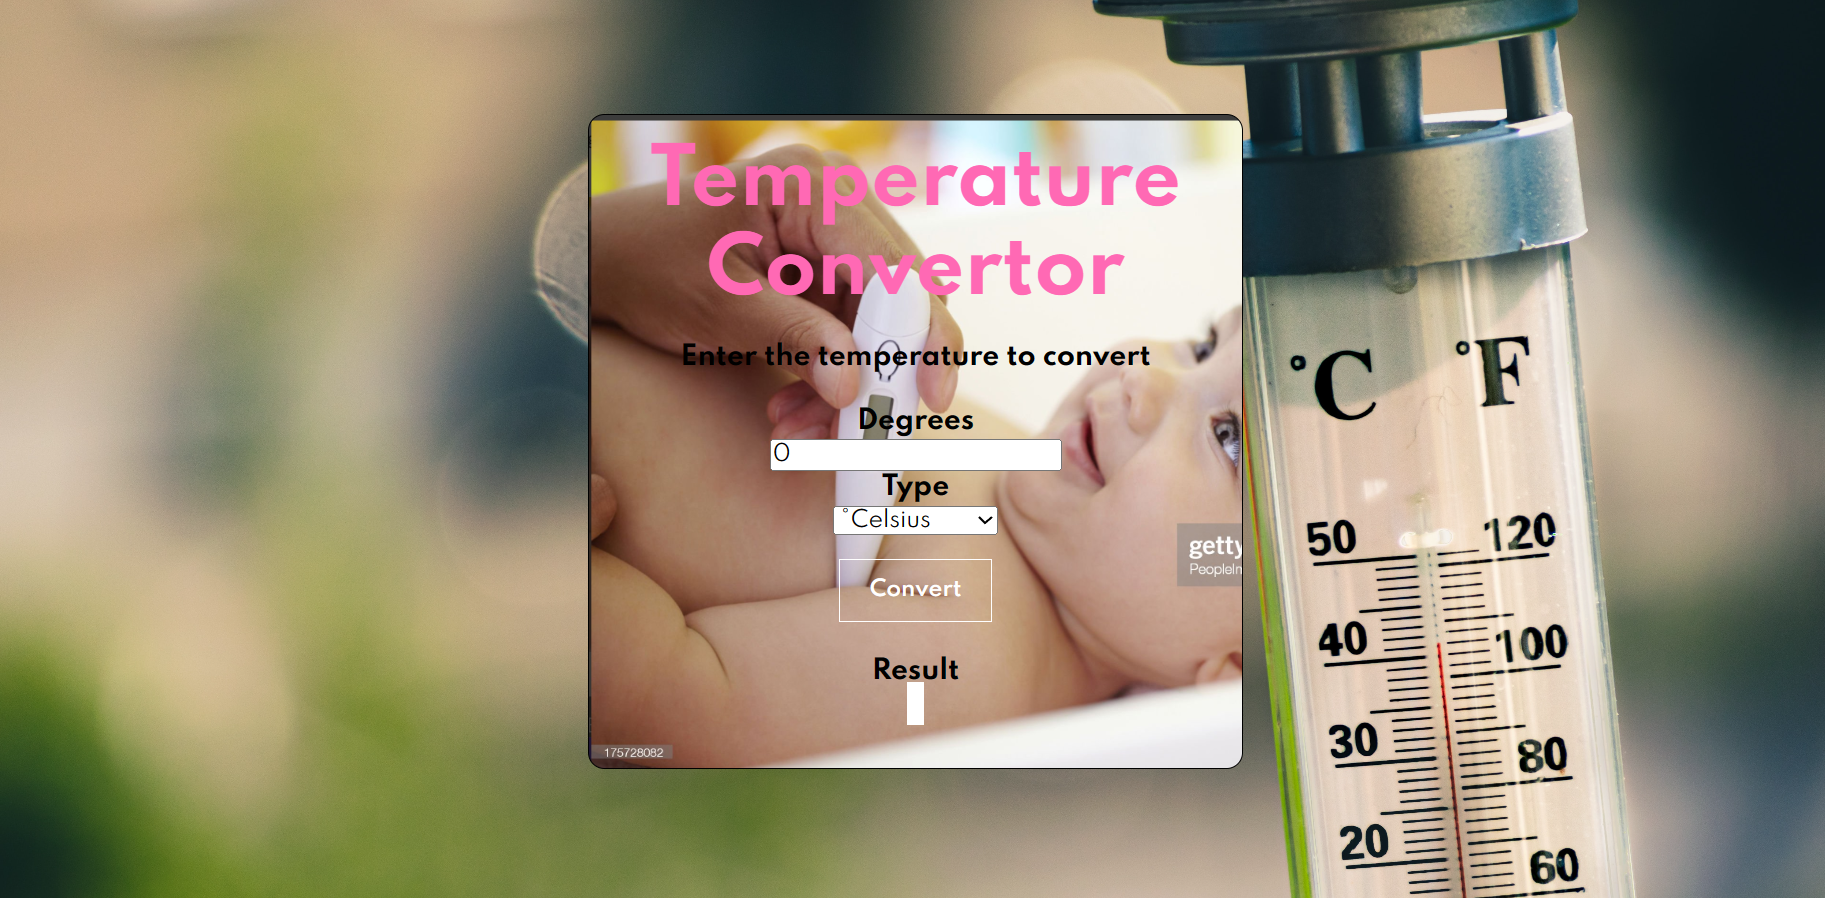 Temperature
Convertor
Enter the temperature to convert
Degrees
0
Type
°Celsius
Convert
Result
getty
PeopleIn
175728082
°C °F
50 120
40 100
30 80
20 60